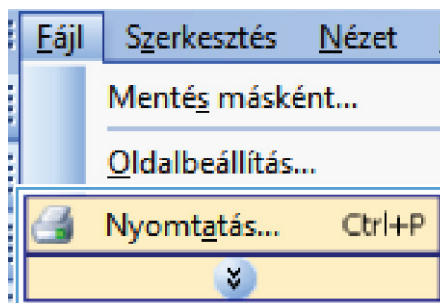 Fájl Szerkesztés Nézet
Mentés másként...
Oldalbeállítás...
Nyomtatás... Ctrl+P